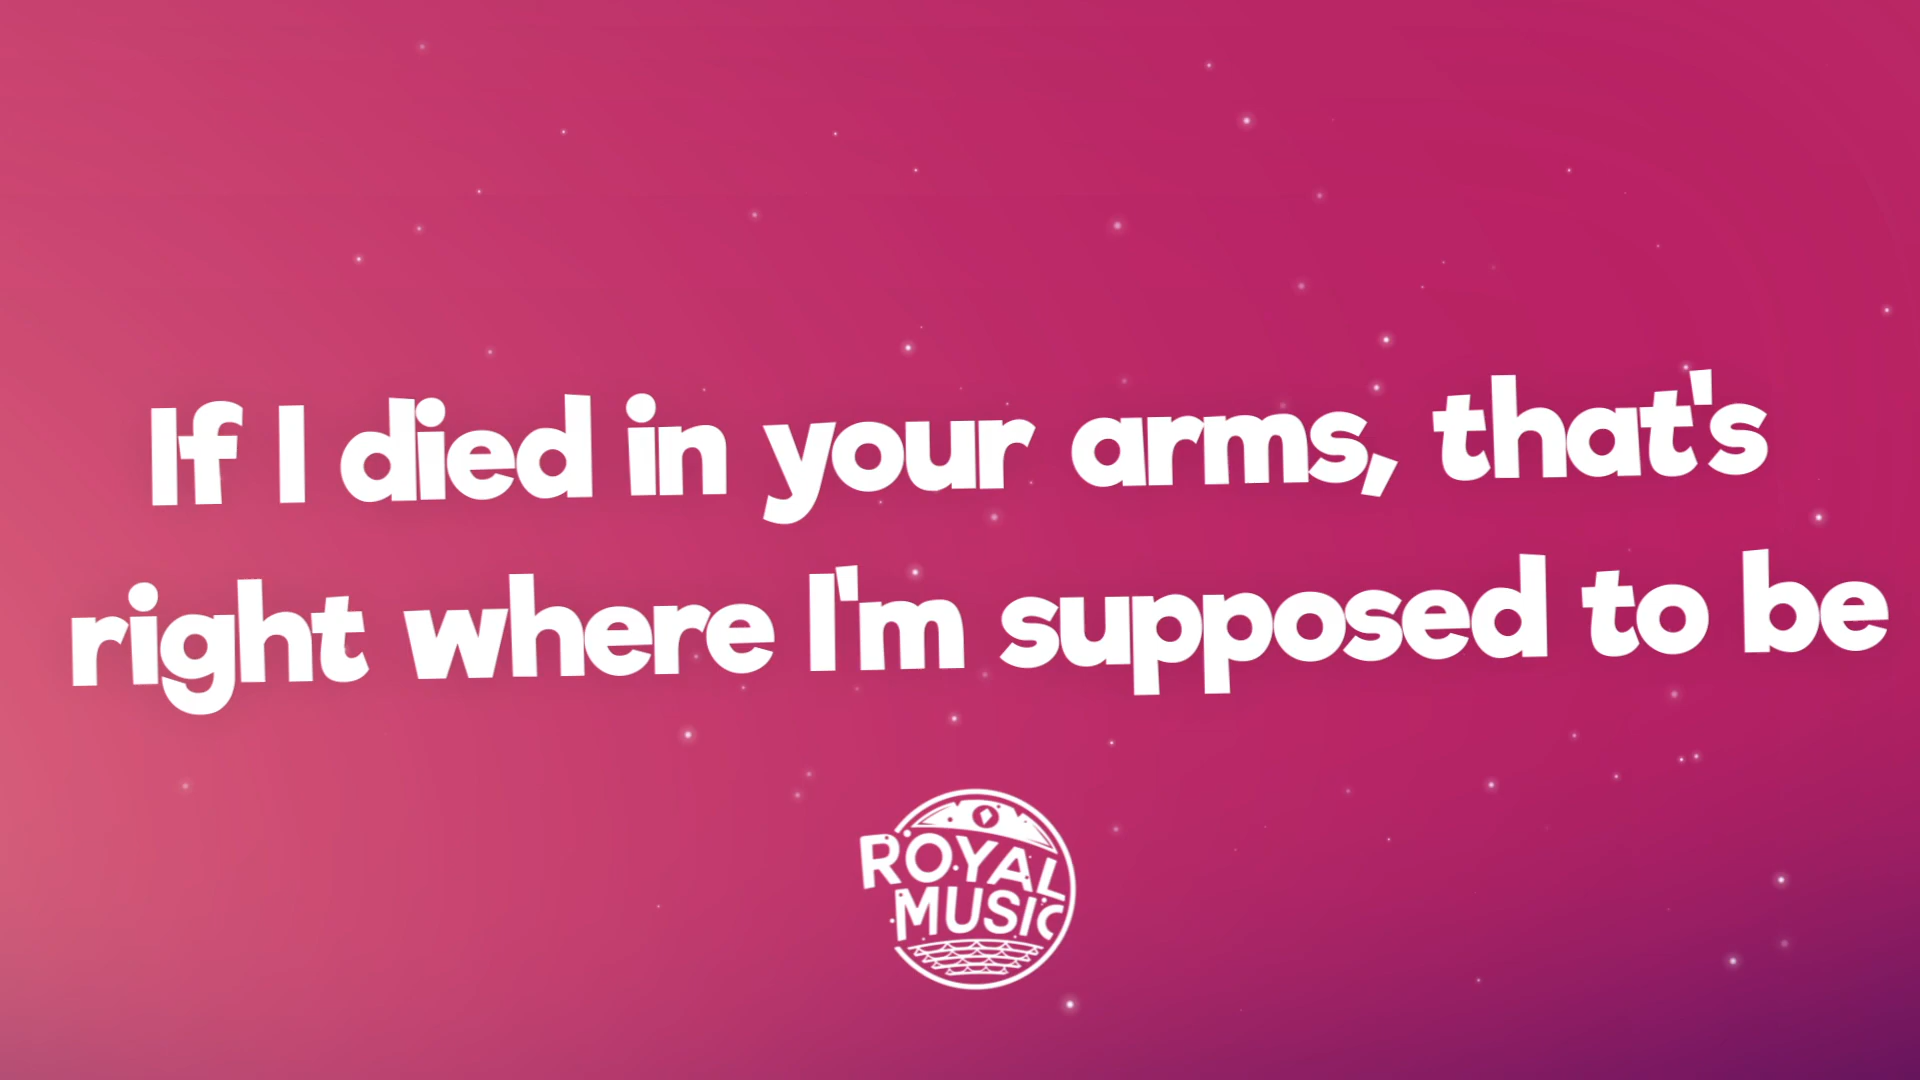 If I died in your arms, that's
right where I'm supposed to be
ROYAL
MUSIC